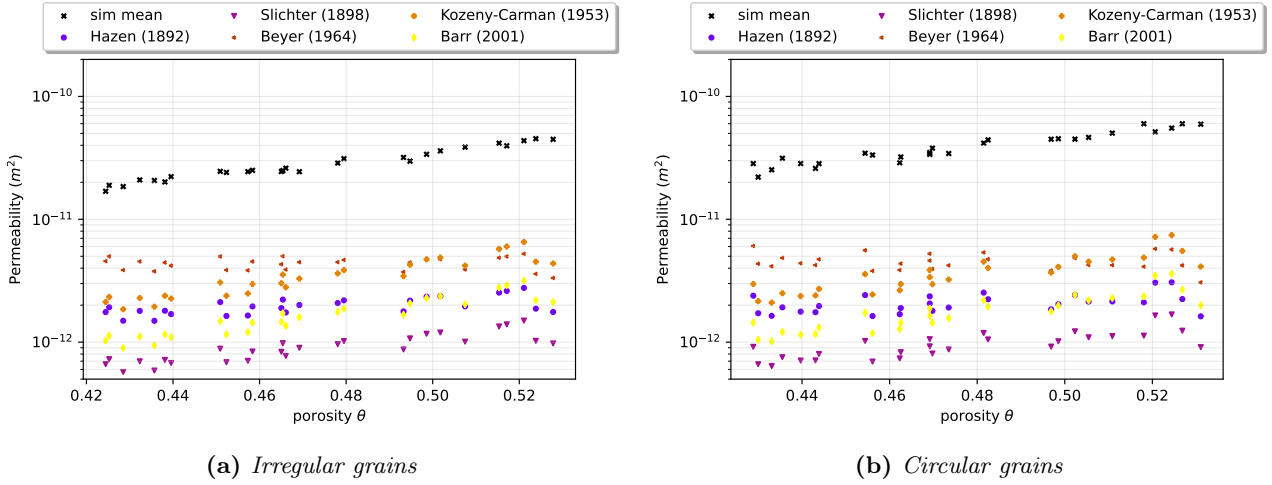 sim mean Slichter (1898) Kozeny-Carman (1953)
Hazen (1892) Beyer (1964) Barr (2001)
Permeability (m²)
10⁻¹⁰
10⁻¹¹
10⁻¹²
0.42 0.44 0.46 0.48 0.50 0.52
porosity θ
(a) Irregular grains
sim mean Slichter (1898) Kozeny-Carman (1953)
Hazen (1892) Beyer (1964) Barr (2001)
Permeability (m²)
10⁻¹⁰
10⁻¹¹
10⁻¹²
0.44 0.46 0.48 0.50 0.52
porosity θ
(b) Circular grains